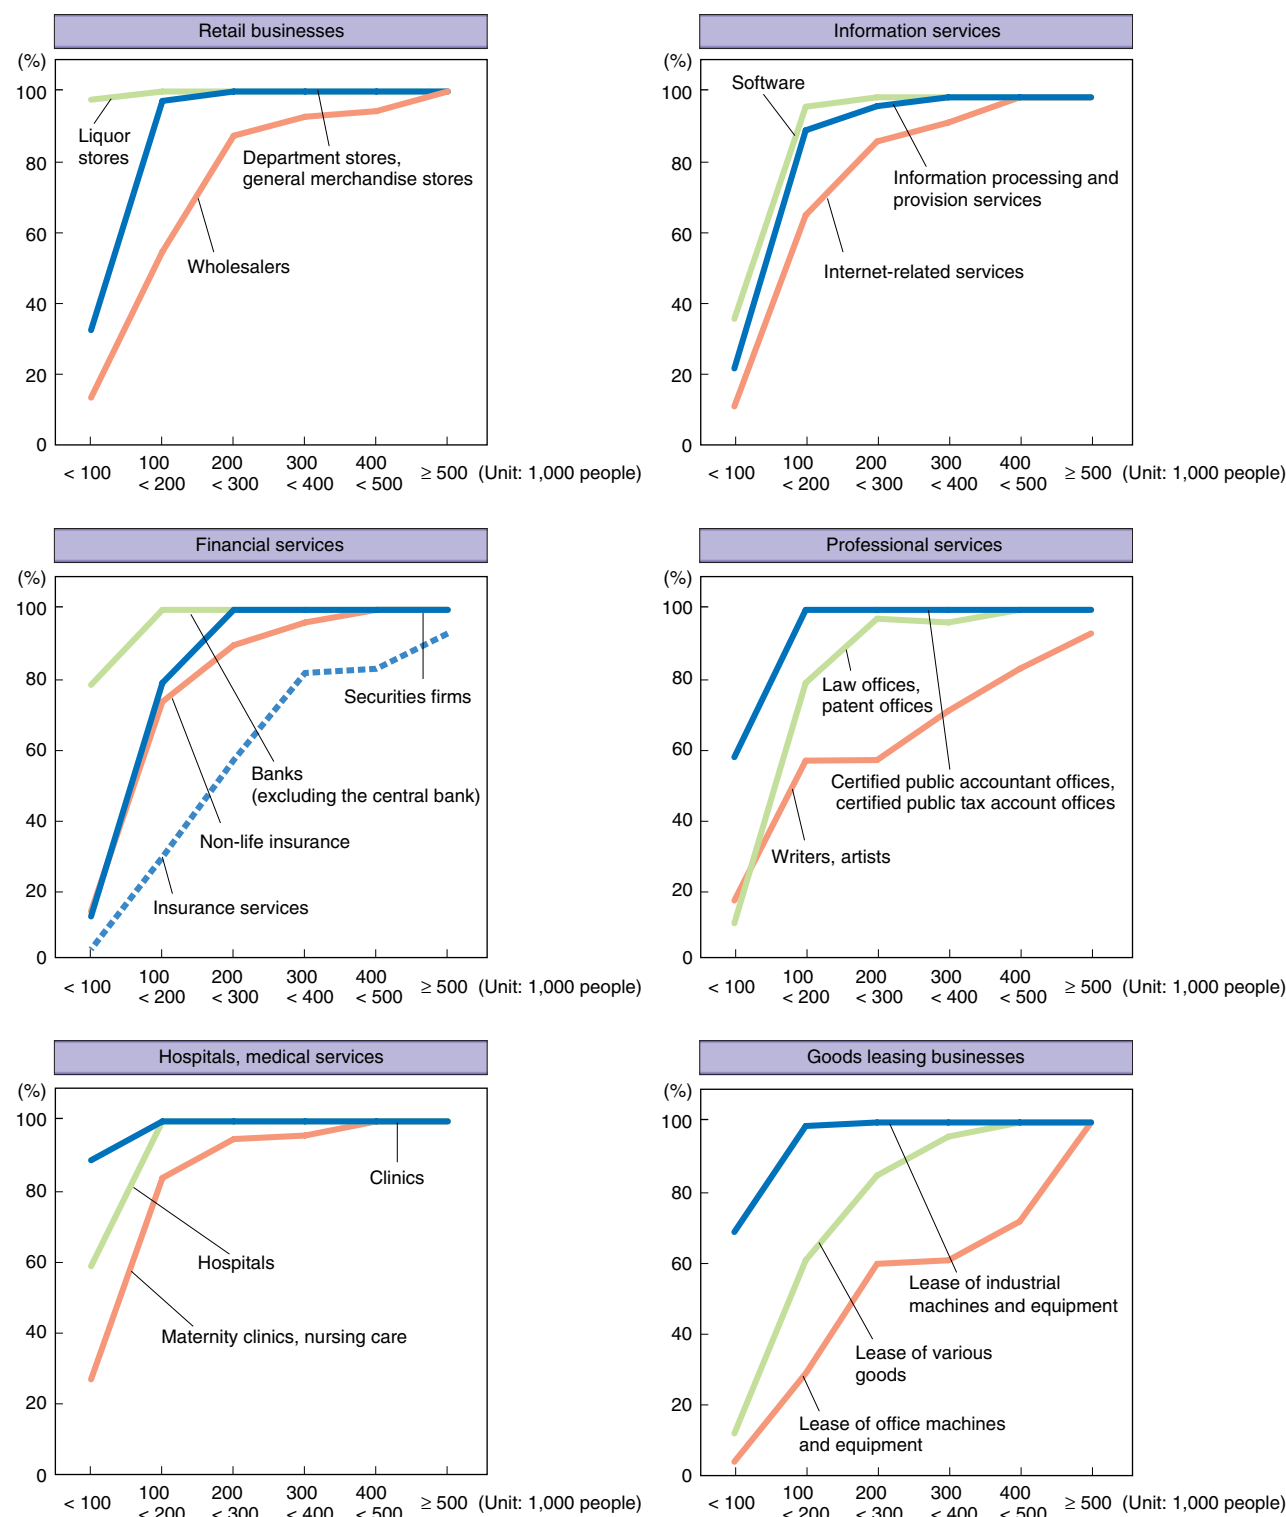 Retail businesses
(%)
100
80
60
40
20
0
Liquor
stores
Department stores,
general merchandise stores
Wholesalers
< 100
100
< 200
200
< 300
300
< 400
400
< 500
≥ 500
(Unit: 1,000 people)
Information services
(%)
100
80
60
40
20
0
Software
Information processing and
provision services
Internet-related services
< 100
100
< 200
200
< 300
300
< 400
400
< 500
≥ 500
(Unit: 1,000 people)
Financial services
(%)
100
80
60
40
20
0
Securities firms
Banks
(excluding the central bank)
Non-life insurance
Insurance services
< 100
100
< 200
200
< 300
300
< 400
400
< 500
≥ 500
(Unit: 1,000 people)
Professional services
(%)
100
80
60
40
20
0
Law offices,
patent offices
Certified public accountant offices,
certified public tax account offices
Writers, artists
< 100
100
< 200
200
< 300
300
< 400
400
< 500
≥ 500
(Unit: 1,000 people)
Hospitals, medical services
(%)
100
80
60
40
20
0
Clinics
Hospitals
Maternity clinics, nursing care
< 100
100
< 200
200
< 300
300
< 400
400
< 500
≥ 500
(Unit: 1,000 people)
Goods leasing businesses
(%)
100
80
60
40
20
0
Lease of industrial
machines and equipment
Lease of various
goods
Lease of office machines
and equipment
< 100
100
< 200
200
< 300
300
< 400
400
< 500
≥ 500
(Unit: 1,000 people)